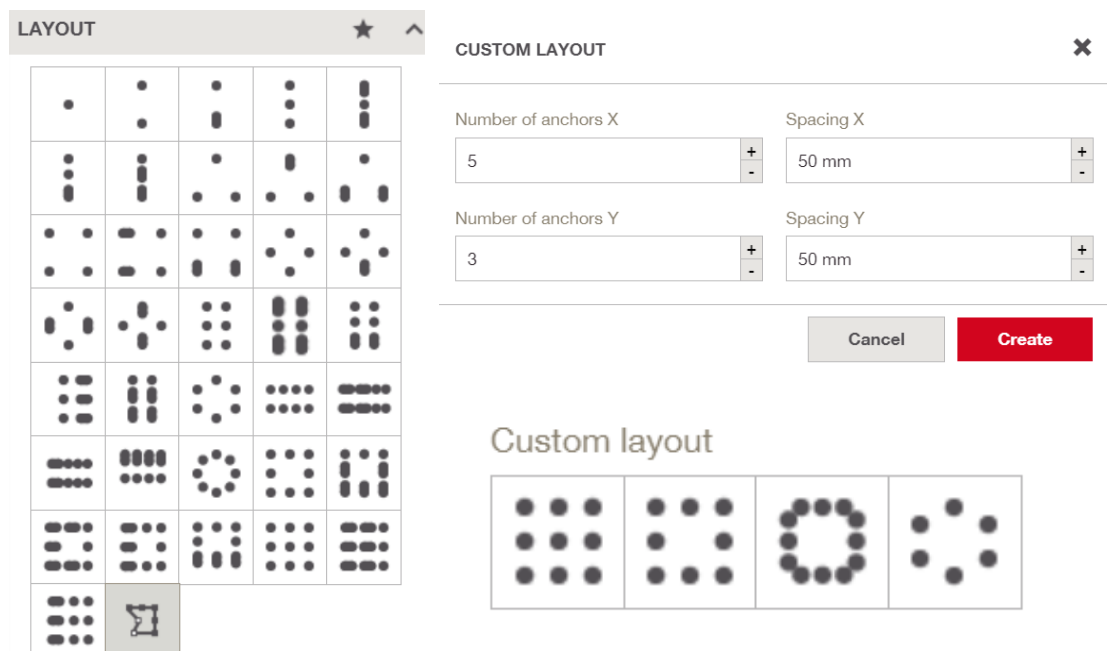 LAYOUT
CUSTOM LAYOUT
Number of anchors X
Spacing X
5
+
-
50 mm
+
-
Number of anchors Y
Spacing Y
3
+
-
50 mm
+
-
Cancel
Create
Custom layout